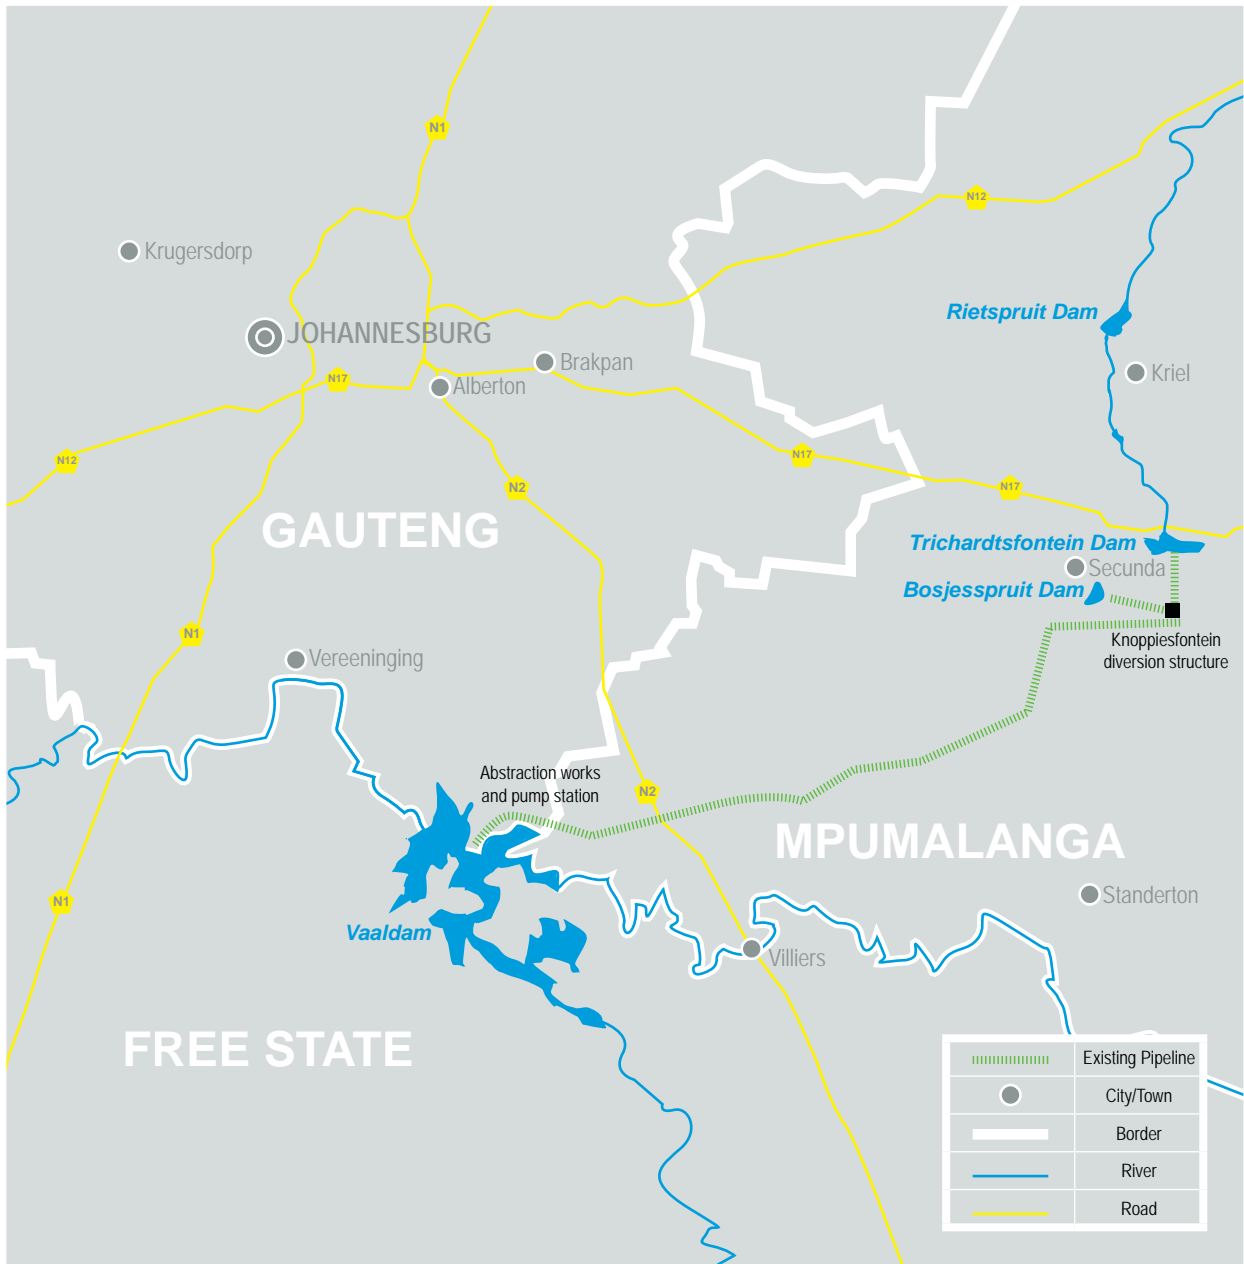 N1
N12
Krugersdorp
Rietspruit Dam
JOHANNESBURG
Brakpan
Kriel
N17
Alberton
N12
N17
N2
N17
GAUTENG
Trichardtsfontein Dam
Secunda
Bosjesspruit Dam
N1
Knoppiesfontein
diversion structure
Vereeninging
Abstraction works
and pump station
N2
MPUMALANGA
Standerton
N1
Vaaldam
Villiers
FREE STATE
Existing Pipeline
City/Town
Border
River
Road